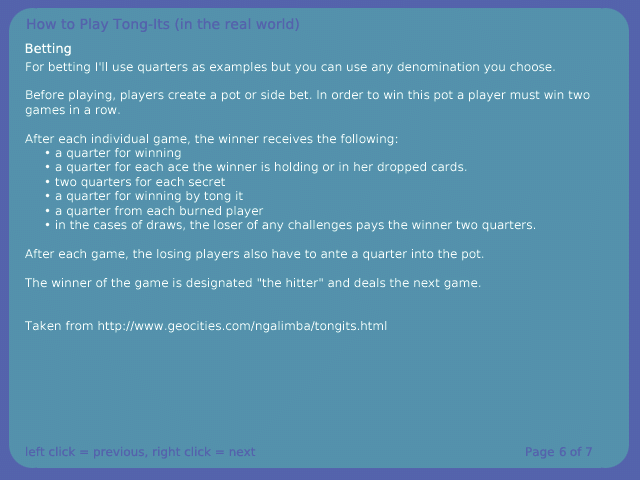 How to Play Tong-Its (in the real world)
Betting
For betting I'll use quarters as examples but you can use any denomination you choose.
Before playing, players create a pot or side bet. In order to win this pot a player must win two
games in a row.
After each individual game, the winner receives the following:
• a quarter for winning
• a quarter for each ace the winner is holding or in her dropped cards.
• two quarters for each secret
• a quarter for winning by tong it
• a quarter from each burned player
• in the cases of draws, the loser of any challenges pays the winner two quarters.
After each game, the losing players also have to ante a quarter into the pot.
The winner of the game is designated "the hitter" and deals the next game.
Taken from http://www.geocities.com/ngalimba/tongits.html
left click = previous, right click = next
Page 6 of 7